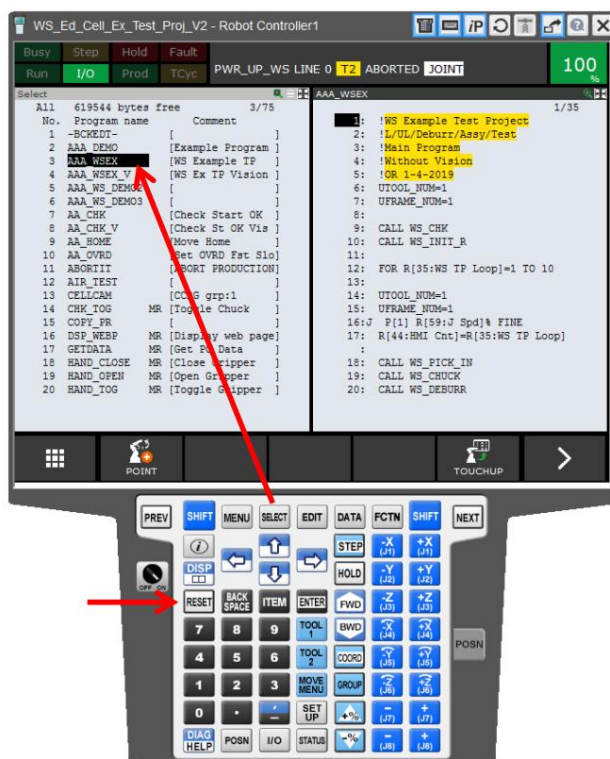 WS_Ed_Cell_Ex_Test_Proj_V2 - Robot Controller1
iP
Busy Step Hold Fault
Run I/O Prod TCyc
PWR_UP_WS LINE 0 T2 ABORTED JOINT
100 %
Select
All 619544 bytes free 3/75
No. Program name Comment
1 -BCKEDT- [ ]
2 AAA_DEMO [Example Program ]
3 AAA_WSEX [WS Example TP ]
4 AAA_WSEX_V [WS Ex TP Vision ]
5 AAA_WS_DEMO2 [ ]
6 AAA_WS_DEMO3 [ ]
7 AA_CHK [Check Start OK ]
8 AA_CHK_V [Check St OK Vis ]
9 AA_HOME [Move Home ]
10 AA_OVRD [Set OVRD Fst Slo]
11 ABORTIT [ABORT PRODUCTION]
12 AIR_TEST [ ]
13 CELLCAM
14 CHK_TOG MR [Toggle Chuck ]
15 COPY_PR [ ]
16 DSP_WEBP MR [Display web page]
17 GETDATA MR [Get PC Data ]
18 HAND_CLOSE MR [Close Gripper ]
19 HAND_OPEN MR [Open Gripper ]
20 HAND_TOG MR [Toggle Gripper ]
AAA_WSEX
1/35
1: !WS Example Test Project
2: !L/UL/Deburr/Assy/Test
3: !Main Program
4: !Without Vision
5: !OR 1-4-2019
6: UTOOL_NUM=1
7: UFRAME_NUM=1
8:
9: CALL WS_CHK
10: CALL WS_INIT_R
11:
12: FOR R[35:WS TP Loop]=1 TO 10
13:
14: UTOOL_NUM=1
15: UFRAME_NUM=1
16:J P[1] R[59:J Spd]% FINE
17: R[44:HMI Cnt]=R[35:WS TP Loop]
:
18: CALL WS_PICK_IN
19: CALL WS_CHUCK
20: CALL WS_DEBURR
POINT
TOUCHUP
PREV SHIFT MENU SELECT EDIT DATA FCTN SHIFT NEXT
i STEP -X (J1) +X (J1)
DISP HOLD -Y (J2) +Y (J2)
OFF ON
RESET BACK SPACE ITEM ENTER FWD -Z (J3) +Z (J3)
7 8 9 TOOL 1 BWD -X (J4) +X (J4)
4 5 6 TOOL 2 COORD -Y (J5) +Y (J5) POSN
1 2 3 MOVE MENU GROUP -Z (J6) +Z (J6)
0 . SET UP +% - (J7) + (J7)
DIAG HELP POSN I/O STATUS -% - (J8) + (J8)